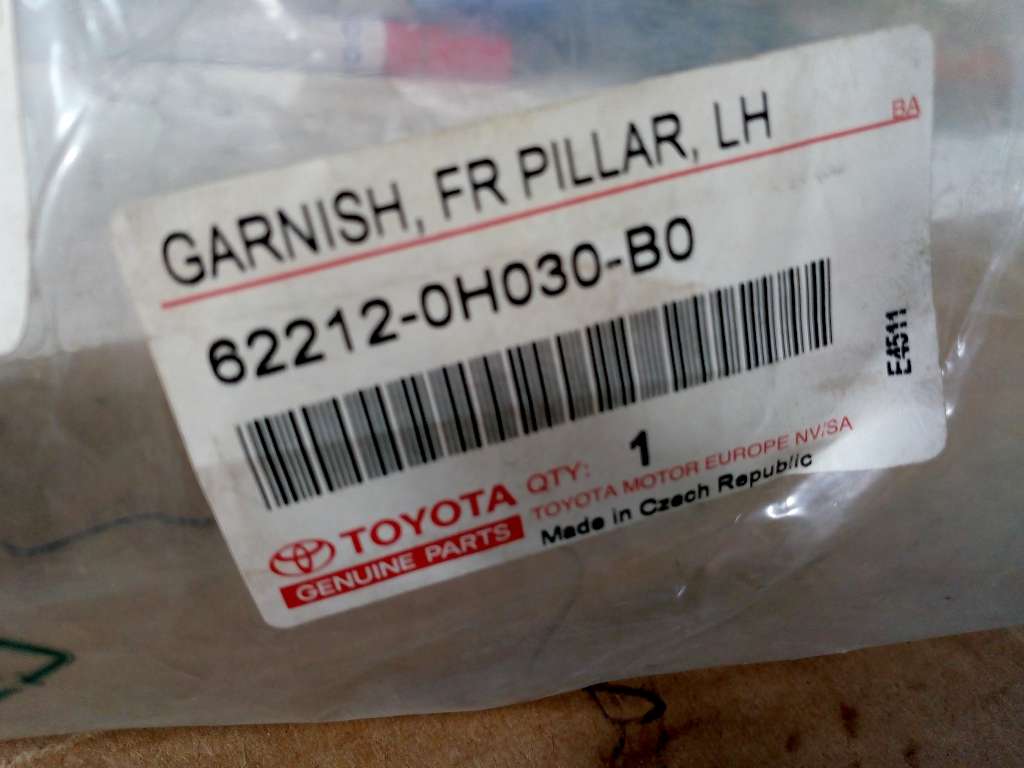 GARNISH, FR PILLAR, LH
BA
62212-0H030-B0
E4511
QTY: 1
TOYOTA
TOYOTA MOTOR EUROPE NV/SA
GENUINE PARTS
Made in Czech Republic